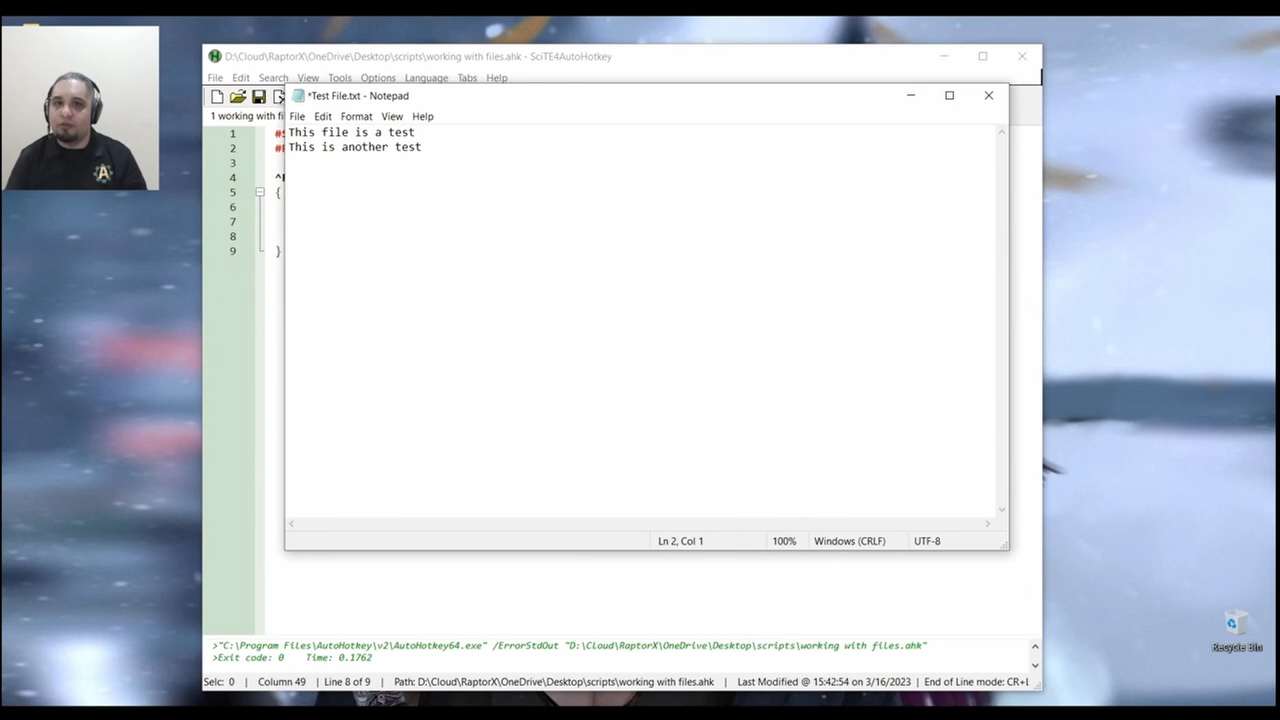 D:\Cloud\RaptorX\OneDrive\Desktop\scripts\working with files.ahk - SciTE4AutoHotkey
File Edit Search View Tools Options Language Tabs Help
*Test File.txt - Notepad
1 working with fi
File Edit Format View Help
1
2
3
4
5
6
7
8
9
^
{
}
This file is a test
This is another test
Ln 2, Col 1
100%
Windows (CRLF)
UTF-8
>"C:\Program Files\AutoHotkey\v2\AutoHotkey64.exe" /ErrorStdOut "D:\Cloud\RaptorX\OneDrive\Desktop\scripts\working with files.ahk"
>Exit code: 0 Time: 0.1762
Selc: 0 | Column 49 | Line 8 of 9 | Path: D:\Cloud\RaptorX\OneDrive\Desktop\scripts\working with files.ahk | Last Modified @ 15:42:54 on 3/16/2023 | End of Line mode: CR+L
Recycle Bin
A